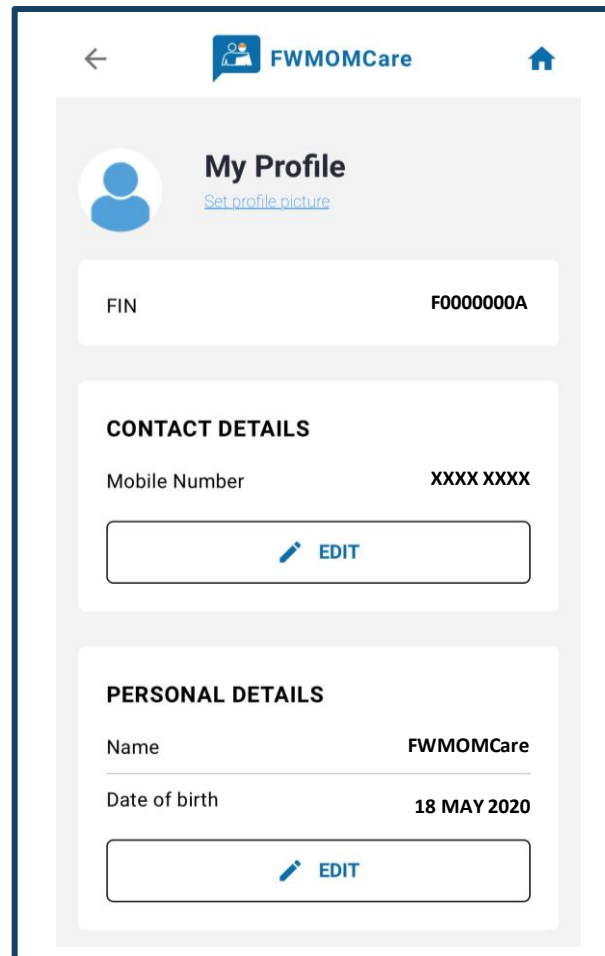 FWMOMCare
My Profile
Set profile picture
FIN F0000000A
CONTACT DETAILS
Mobile Number XXXX XXXX
EDIT
PERSONAL DETAILS
Name FWMOMCare
Date of birth 18 MAY 2020
EDIT